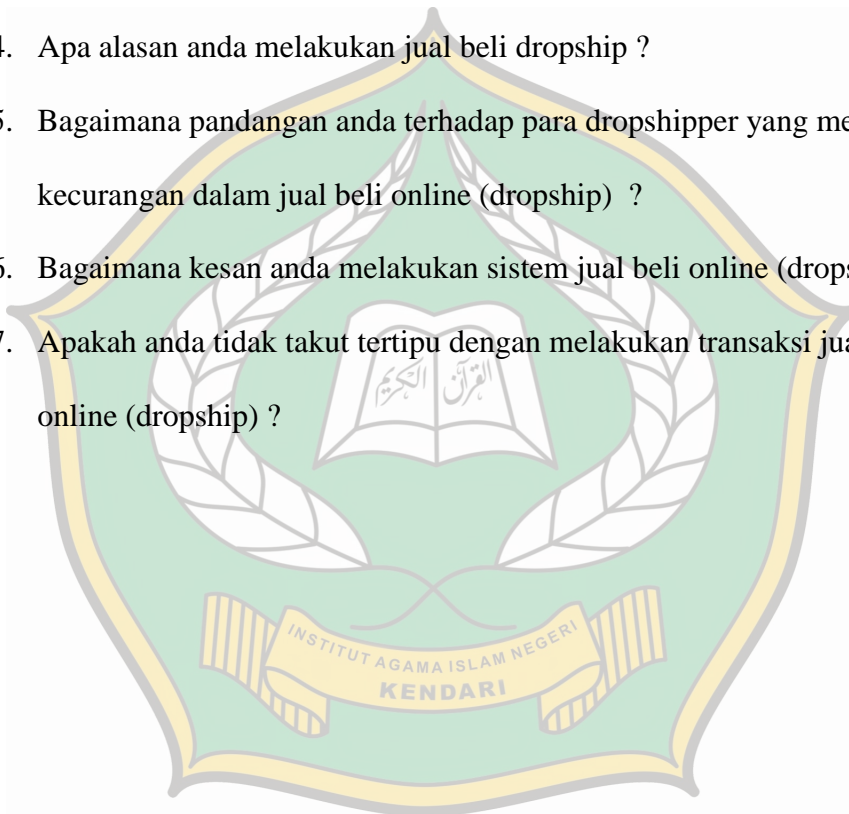 4. Apa alasan anda melakukan jual beli dropship ?
5. Bagaimana pandangan anda terhadap para dropshipper yang me
kecurangan dalam jual beli online (dropship) ?
6. Bagaimana kesan anda melakukan sistem jual beli online (drops
7. Apakah anda tidak takut tertipu dengan melakukan transaksi jua
online (dropship) ?
القرآن الكريم
INSTITUT AGAMA ISLAM NEGERI
KENDARI